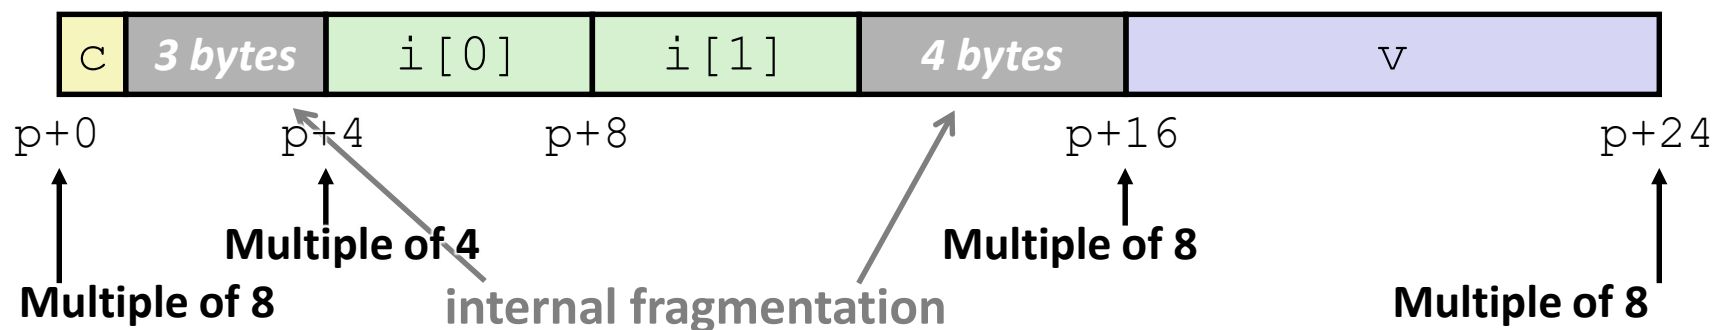 c 3 bytes i[0] i[1] 4 bytes v
p+0 p+4 p+8 p+16 p+24
Multiple of 4 Multiple of 8
Multiple of 8 internal fragmentation Multiple of 8